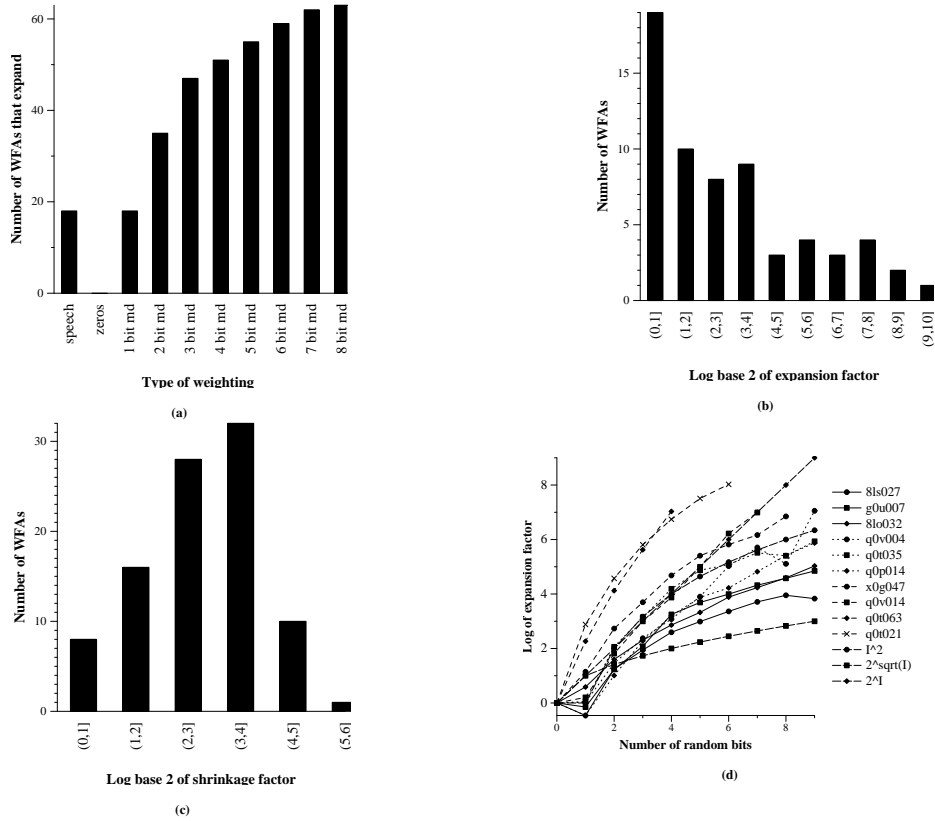 Number of WFAs that expand
60
40
20
0
speech
zeros
1 bit md
2 bit md
3 bit md
4 bit md
5 bit md
6 bit md
7 bit md
8 bit md
Type of weighting
(a)
Number of WFAs
15
10
5
0
(0,1]
(1,2]
(2,3]
(3,4]
(4,5]
(5,6]
(6,7]
(7,8]
(8,9]
(9,10]
Log base 2 of expansion factor
(b)
Number of WFAs
30
20
10
0
(0,1]
(1,2]
(2,3]
(3,4]
(4,5]
(5,6]
Log base 2 of shrinkage factor
(c)
Log of expansion factor
8
6
4
2
0
0
2
4
6
8
Number of random bits
8ls027
g0u007
8lo032
q0v004
q0t035
q0p014
x0g047
q0v014
q0t063
q0t021
I^2
2^sqrt(I)
2^I
(d)